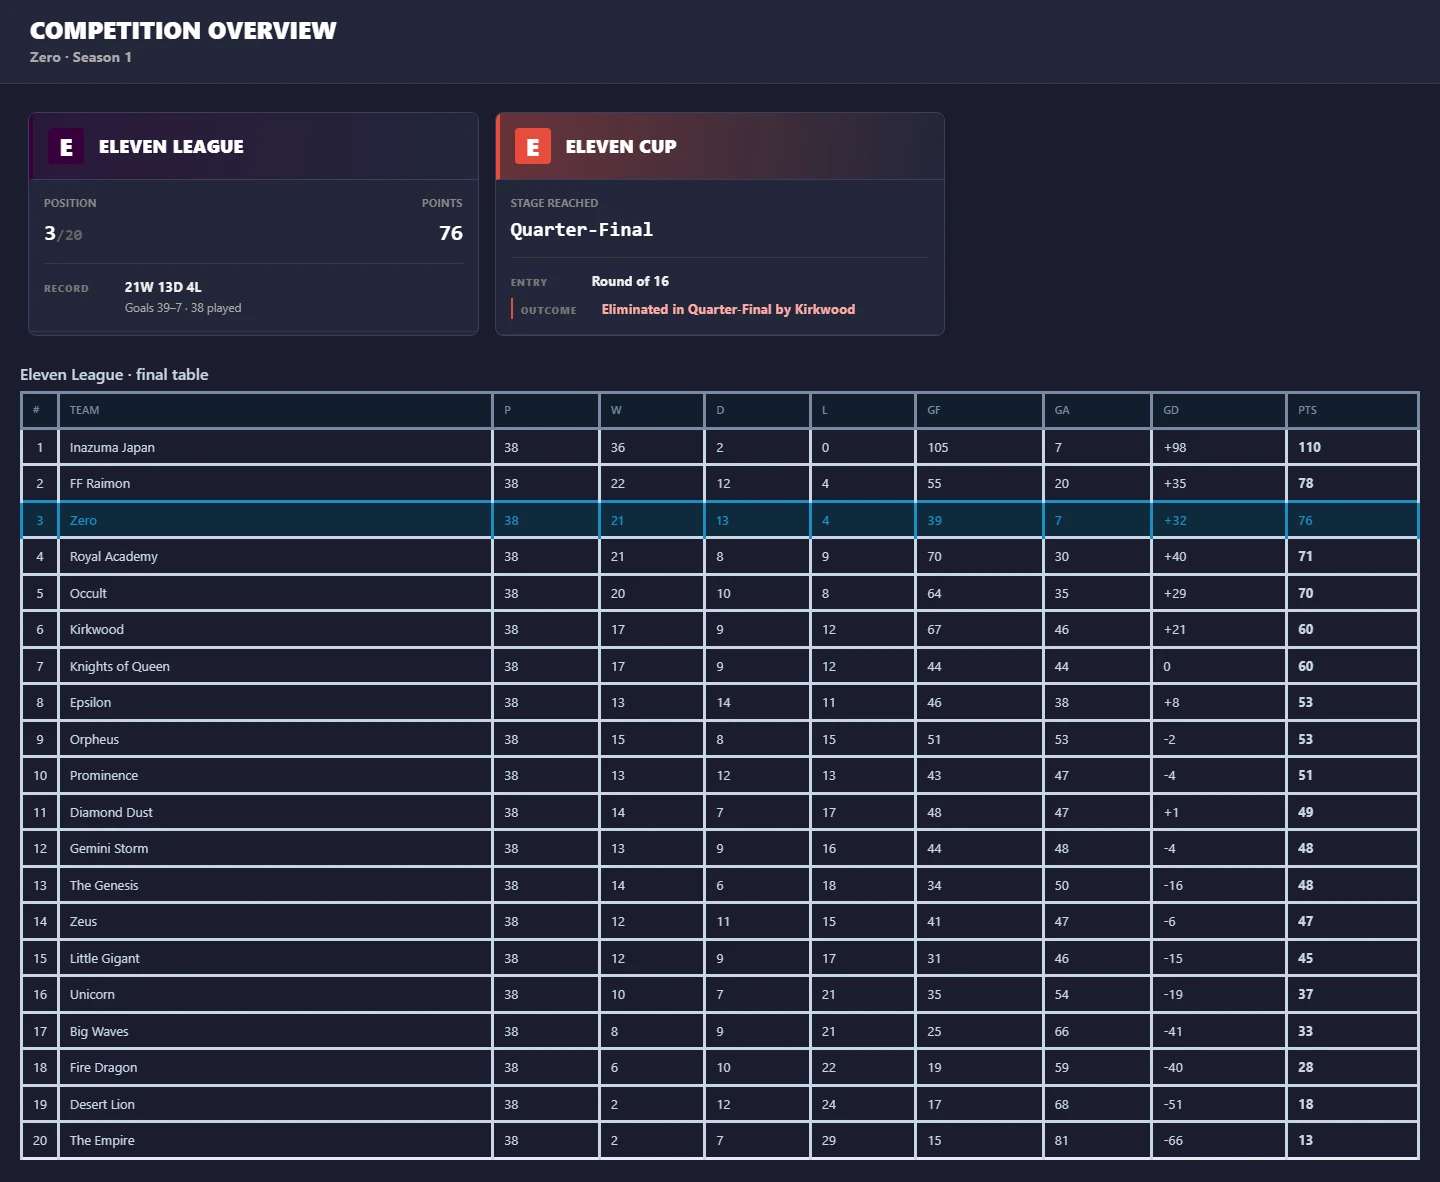 COMPETITION OVERVIEW
Zero · Season 1
E ELEVEN LEAGUE
POSITION POINTS
3/20 76
RECORD 21W 13D 4L
Goals 39–7 · 38 played
E ELEVEN CUP
STAGE REACHED
Quarter-Final
ENTRY Round of 16
OUTCOME Eliminated in Quarter-Final by Kirkwood
Eleven League · final table
# TEAM P W D L GF GA GD PTS
1 Inazuma Japan 38 36 2 0 105 7 +98 110
2 FF Raimon 38 22 12 4 55 20 +35 78
3 Zero 38 21 13 4 39 7 +32 76
4 Royal Academy 38 21 8 9 70 30 +40 71
5 Occult 38 20 10 8 64 35 +29 70
6 Kirkwood 38 17 9 12 67 46 +21 60
7 Knights of Queen 38 17 9 12 44 44 0 60
8 Epsilon 38 13 14 11 46 38 +8 53
9 Orpheus 38 15 8 15 51 53 -2 53
10 Prominence 38 13 12 13 43 47 -4 51
11 Diamond Dust 38 14 7 17 48 47 +1 49
12 Gemini Storm 38 13 9 16 44 48 -4 48
13 The Genesis 38 14 6 18 34 50 -16 48
14 Zeus 38 12 11 15 41 47 -6 47
15 Little Gigant 38 12 9 17 31 46 -15 45
16 Unicorn 38 10 7 21 35 54 -19 37
17 Big Waves 38 8 9 21 25 66 -41 33
18 Fire Dragon 38 6 10 22 19 59 -40 28
19 Desert Lion 38 2 12 24 17 68 -51 18
20 The Empire 38 2 7 29 15 81 -66 13